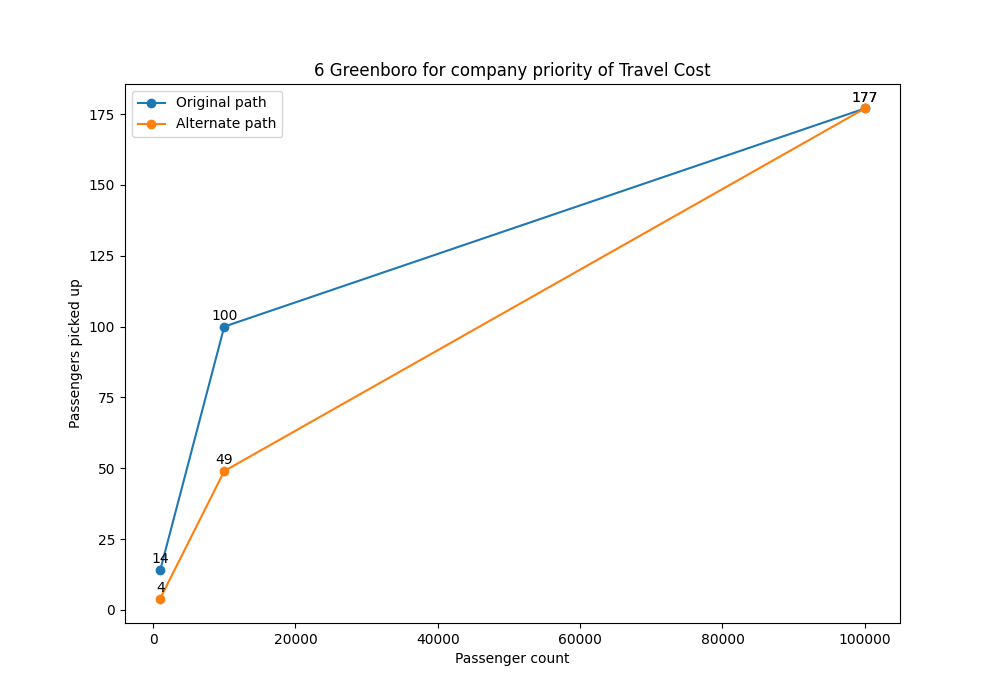 6 Greenboro for company priority of Travel Cost
Original path
Alternate path
177
175
150
125
100
75
50
25
0
100
49
14
4
Passengers picked up
0 20000 40000 60000 80000 100000
Passenger count